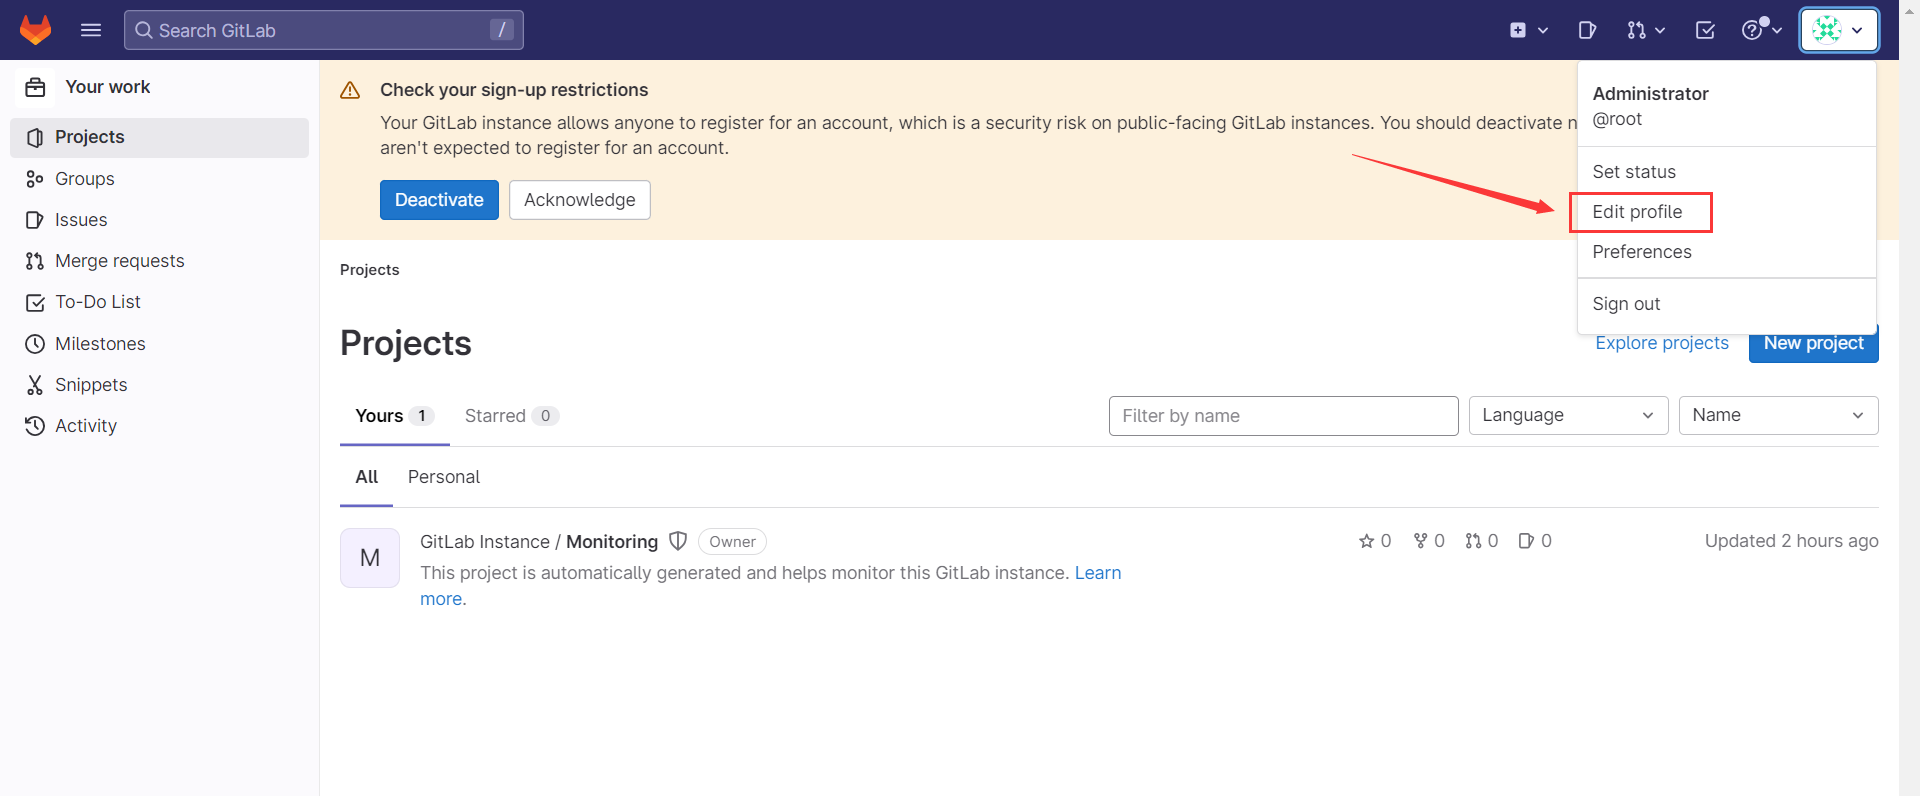 Search GitLab /
Your work
Projects
Groups
Issues
Merge requests
To-Do List
Milestones
Snippets
Activity
Check your sign-up restrictions
Your GitLab instance allows anyone to register for an account, which is a security risk on public-facing GitLab instances. You should deactivate n
aren't expected to register for an account.
Deactivate Acknowledge
Administrator
@root
Set status
Edit profile
Preferences
Sign out
Projects
Projects
Explore projects New project
Yours 1 Starred 0
Filter by name Language Name
All Personal
M
GitLab Instance / Monitoring Owner
0 0 0 0
Updated 2 hours ago
This project is automatically generated and helps monitor this GitLab instance. Learn
more.